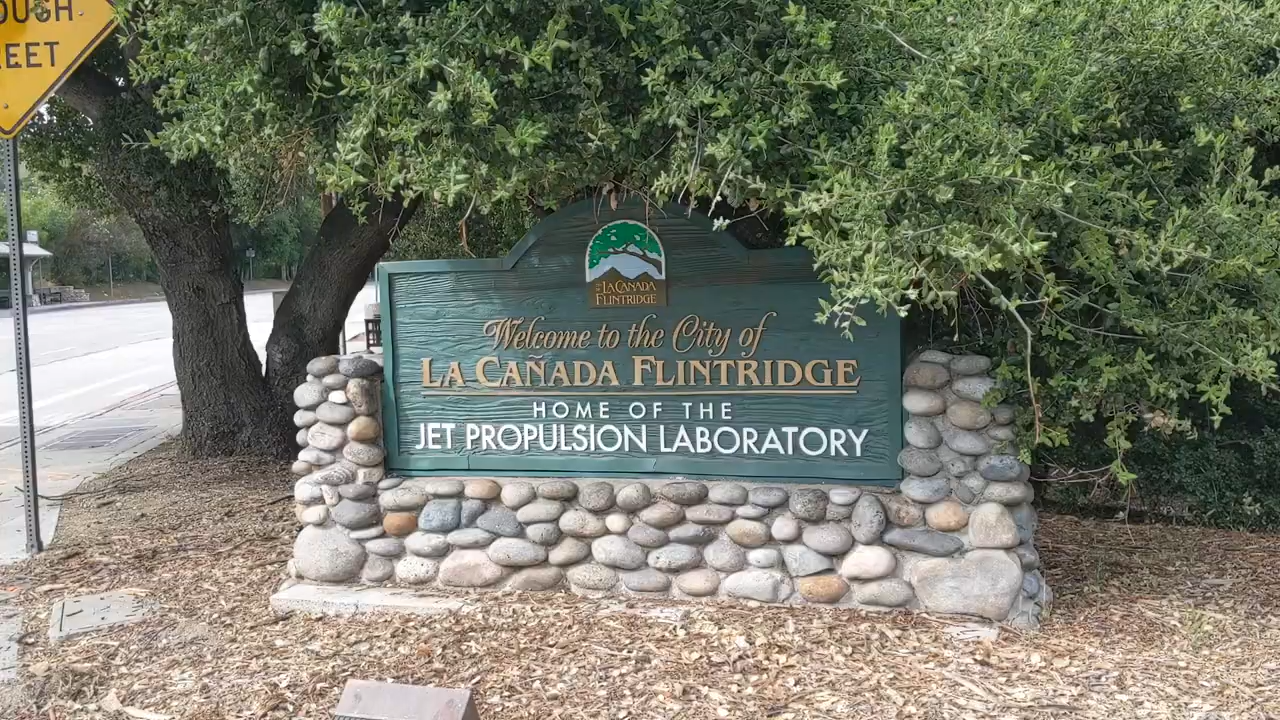 OUGH
EET
LA CAÑADA
FLINTRIDGE
Welcome to the City of
LA CAÑADA FLINTRIDGE
HOME OF THE
JET PROPULSION LABORATORY